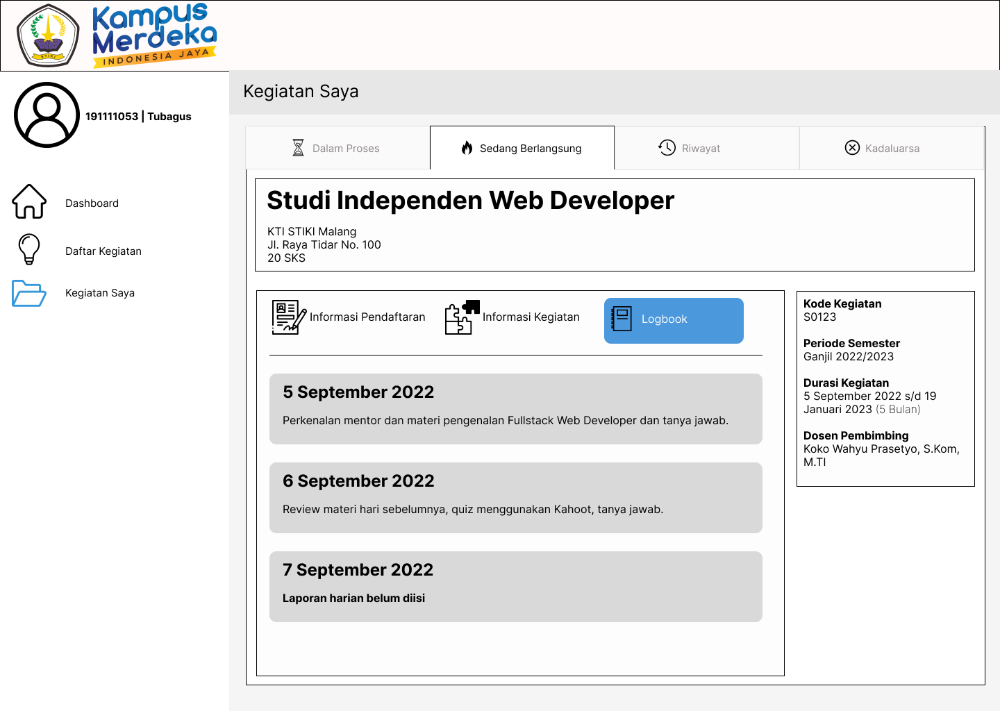 STIKI
Kampus
Merdeka
INDONESIA JAYA
191111053 | Tubagus
Dashboard
Daftar Kegiatan
Kegiatan Saya
Kegiatan Saya
Dalam Proses
Sedang Berlangsung
Riwayat
Kadaluarsa
Studi Independen Web Developer
KTI STIKI Malang
Jl. Raya Tidar No. 100
20 SKS
Informasi Pendaftaran
Informasi Kegiatan
Logbook
5 September 2022
Perkenalan mentor dan materi pengenalan Fullstack Web Developer dan tanya jawab.
6 September 2022
Review materi hari sebelumnya, quiz menggunakan Kahoot, tanya jawab.
7 September 2022
Laporan harian belum diisi
Kode Kegiatan
S0123
Periode Semester
Ganjil 2022/2023
Durasi Kegiatan
5 September 2022 s/d 19
Januari 2023 (5 Bulan)
Dosen Pembimbing
Koko Wahyu Prasetyo, S.Kom,
M.TI